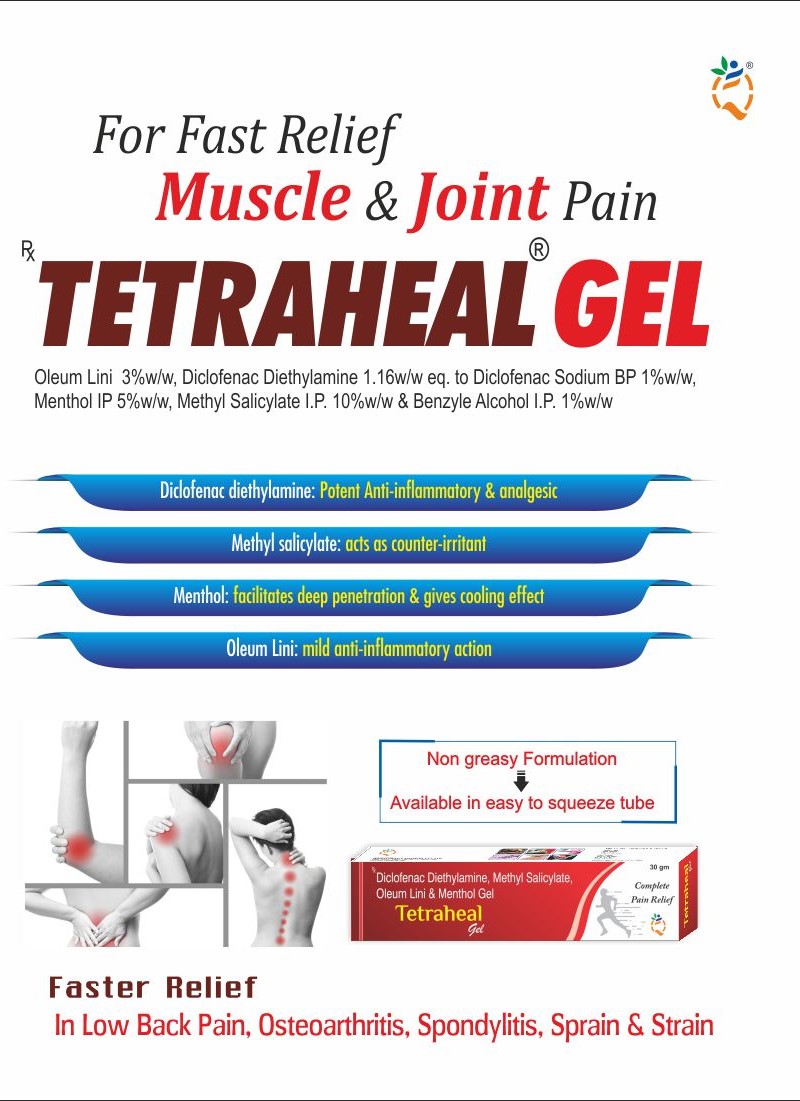 ®
For Fast Relief
Muscle & Joint Pain
℞ TETRAHEAL® GEL
Oleum Lini 3%w/w, Diclofenac Diethylamine 1.16w/w eq. to Diclofenac Sodium BP 1%w/w,
Menthol IP 5%w/w, Methyl Salicylate I.P. 10%w/w & Benzyle Alcohol I.P. 1%w/w
Diclofenac diethylamine: Potent Anti-inflammatory & analgesic
Methyl salicylate: acts as counter-irritant
Menthol: facilitates deep penetration & gives cooling effect
Oleum Lini: mild anti-inflammatory action
Non greasy Formulation
Available in easy to squeeze tube
30 gm
℞ Diclofenac Diethylamine, Methyl Salicylate,
Oleum Lini & Menthol Gel
Tetraheal
Gel
Complete
Pain Relief
Tetraheal
Faster Relief
In Low Back Pain, Osteoarthritis, Spondylitis, Sprain & Strain